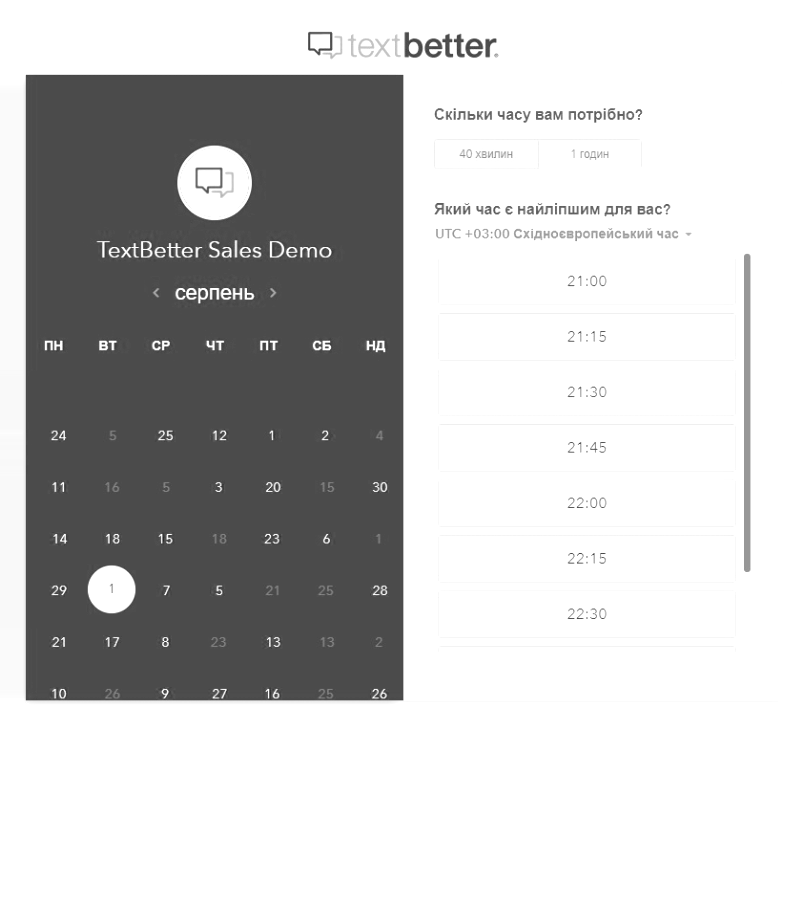 textbetter.
TextBetter Sales Demo
серпень
ПН ВТ СР ЧТ ПТ СБ НД
24 5 25 12 1 2 4
11 16 5 3 20 15 30
14 18 15 18 23 6 1
29 1 7 5 21 25 28
21 17 8 23 13 13 2
10 26 9 27 16 25 26
Скільки часу вам потрібно?
40 хвилин 1 годин
Який час є найліпшим для вас?
UTC +03:00 Східноєвропейський час
21:00
21:15
21:30
21:45
22:00
22:15
22:30